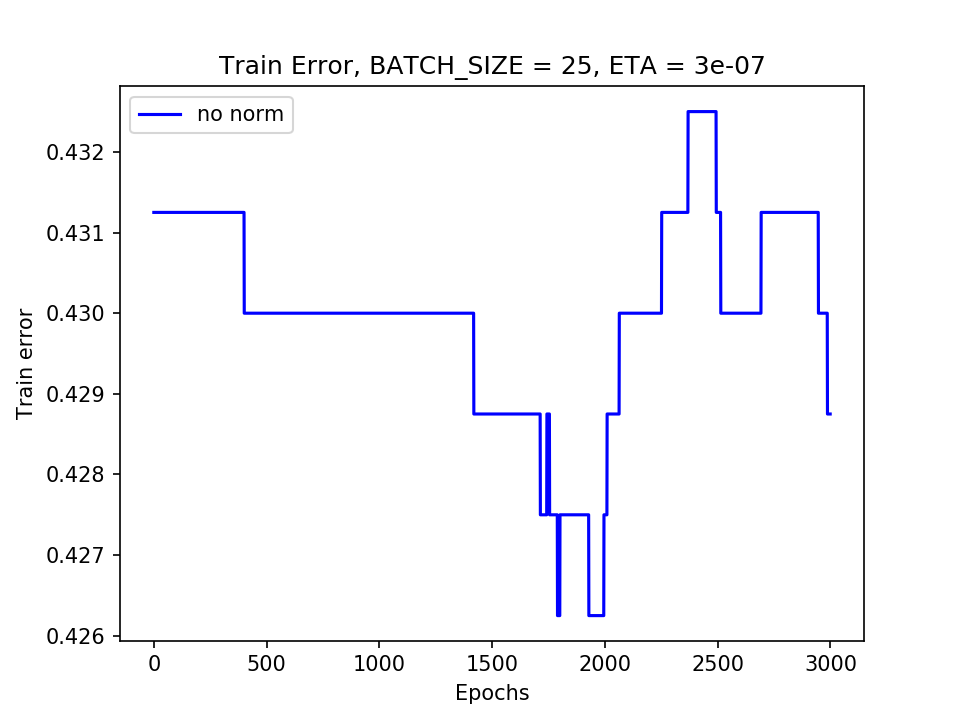 Train Error, BATCH_SIZE = 25, ETA = 3e-07
no norm
0.432
0.431
0.430
0.429
0.428
0.427
0.426
Train error
0 500 1000 1500 2000 2500 3000
Epochs